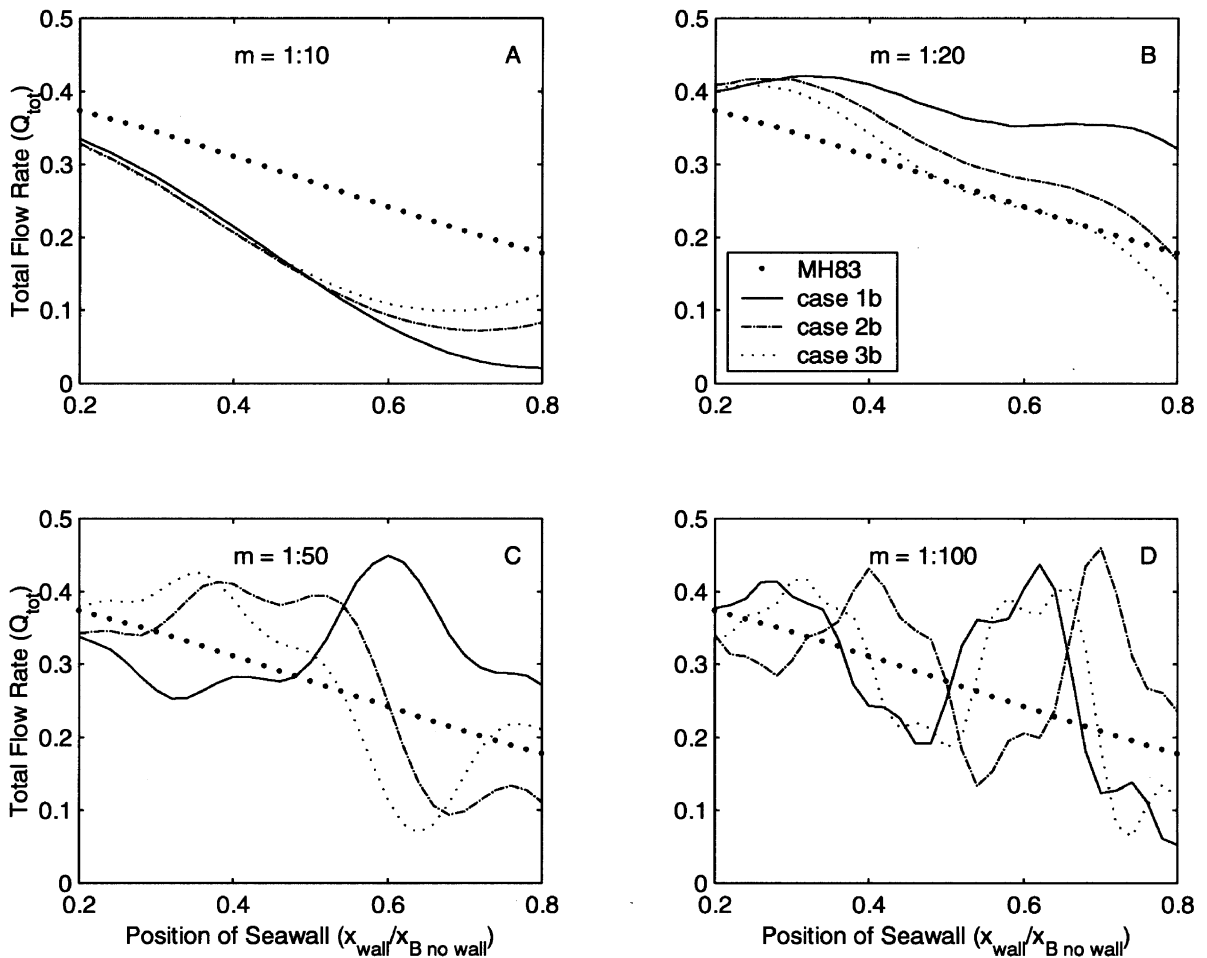 m = 1:10
A
Total Flow Rate (Q_tot)
0.5
0.4
0.3
0.2
0.1
0
0.2
0.4
0.6
0.8
m = 1:20
B
0.5
0.4
0.3
0.2
0.1
0
MH83
case 1b
case 2b
case 3b
0.2
0.4
0.6
0.8
m = 1:50
C
Total Flow Rate (Q_tot)
0.5
0.4
0.3
0.2
0.1
0
0.2
0.4
0.6
0.8
Position of Seawall (x_wall/x_B no wall)
m = 1:100
D
0.5
0.4
0.3
0.2
0.1
0
0.2
0.4
0.6
0.8
Position of Seawall (x_wall/x_B no wall)